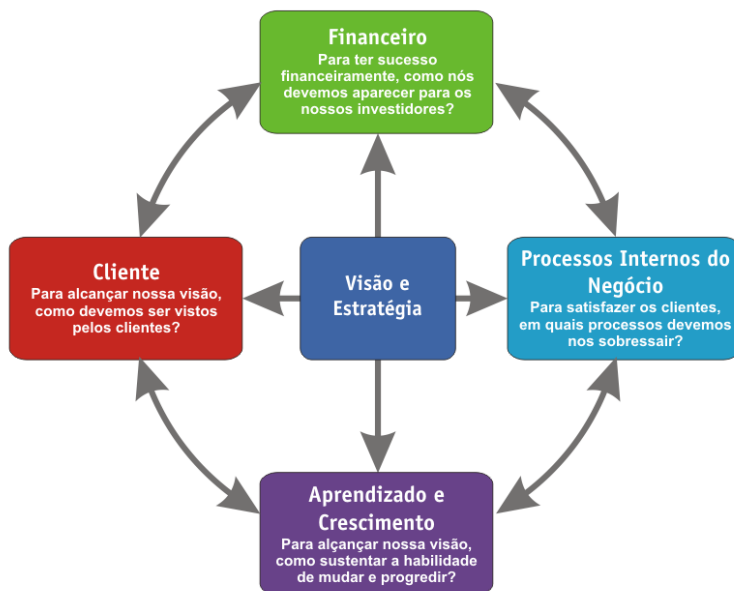 Financeiro
Para ter sucesso
financeiramente, como nós
devemos aparecer para os
nossos investidores?
Cliente
Para alcançar nossa visão,
como devemos ser vistos
pelos clientes?
Visão e
Estratégia
Processos Internos do
Negócio
Para satisfazer os clientes,
em quais processos devemos
nos sobressair?
Aprendizado e
Crescimento
Para alçançar nossa visão,
como sustentar a habilidade
de mudar e progredir?